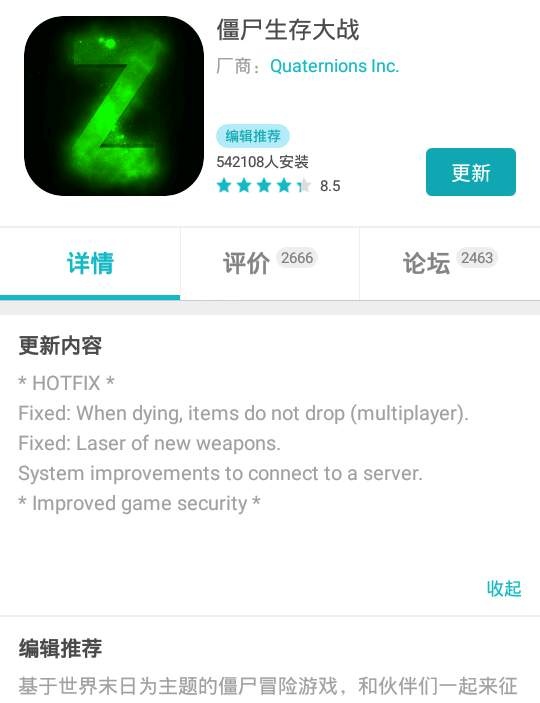 僵尸生存大战
厂商：Quaternions Inc.
编辑推荐
542108人安装
8.5
更新
详情
评价 2666
论坛 2463
更新内容
* HOTFIX *
Fixed: When dying, items do not drop (multiplayer).
Fixed: Laser of new weapons.
System improvements to connect to a server.
* Improved game security *
收起
编辑推荐
基于世界末日为主题的僵尸冒险游戏，和伙伴们一起来征